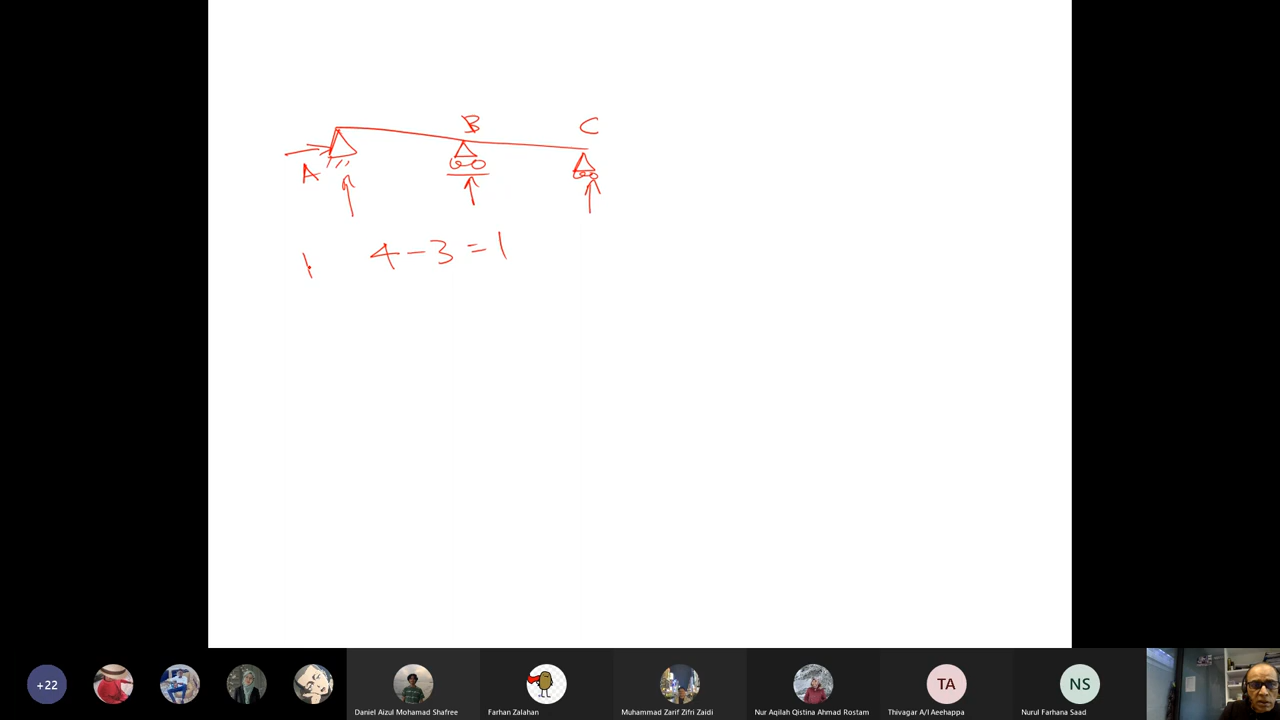 B C
A
4 - 3 = 1
+22
Daniel Aizul Mohamad Shafree
Farhan Zalahan
Muhammad Zarif Zifri Zaidi
Nur Aqilah Qistina Ahmad Rostam
TA
Thivagar A/l Aeehappa
NS
Nurul Farhana Saad